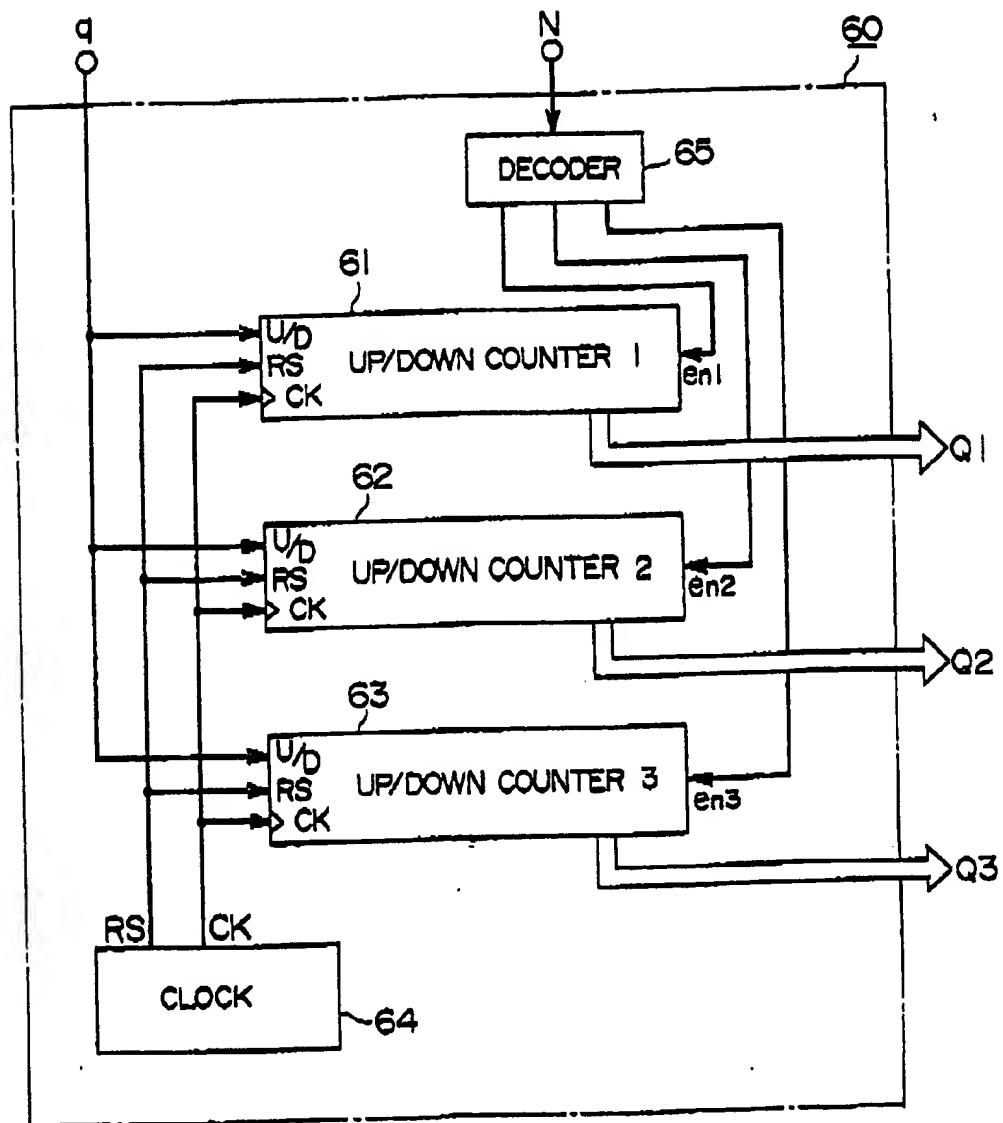 q
N
60
DECODER
65
61
U/D
RS
CK
UP/DOWN COUNTER 1
en1
Q1
62
U/D
RS
CK
UP/DOWN COUNTER 2
en2
Q2
63
U/D
RS
CK
UP/DOWN COUNTER 3
en3
Q3
RS CK
CLOCK
64